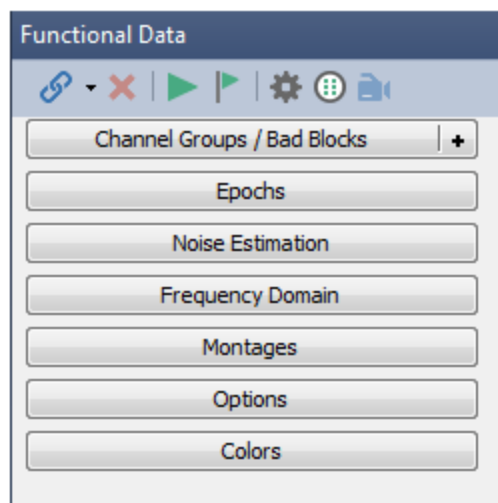 Functional Data
Channel Groups / Bad Blocks +
Epochs
Noise Estimation
Frequency Domain
Montages
Options
Colors